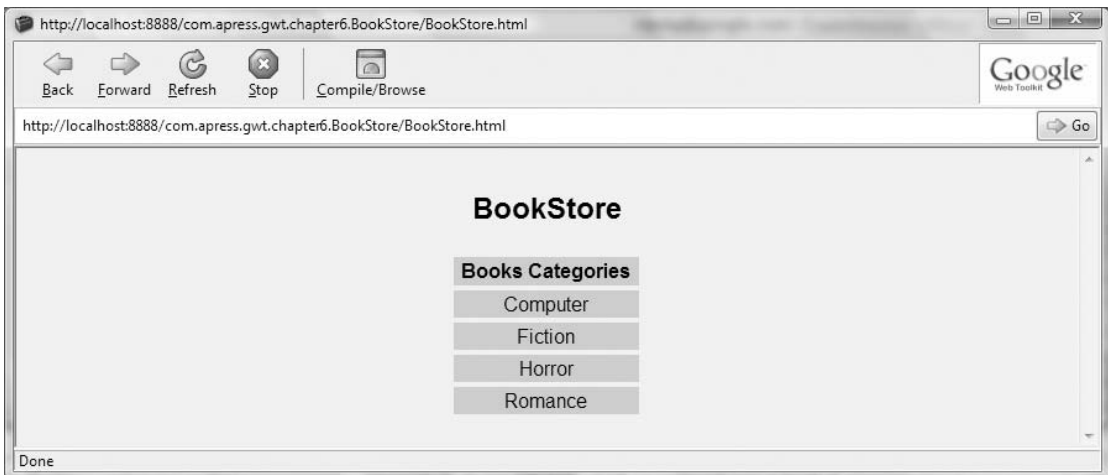 http://localhost:8888/com.apress.gwt.chapter6.BookStore/BookStore.html
Back Forward Refresh Stop Compile/Browse
Google
Web Toolkit
http://localhost:8888/com.apress.gwt.chapter6.BookStore/BookStore.html Go
BookStore
Books Categories
Computer
Fiction
Horror
Romance
Done